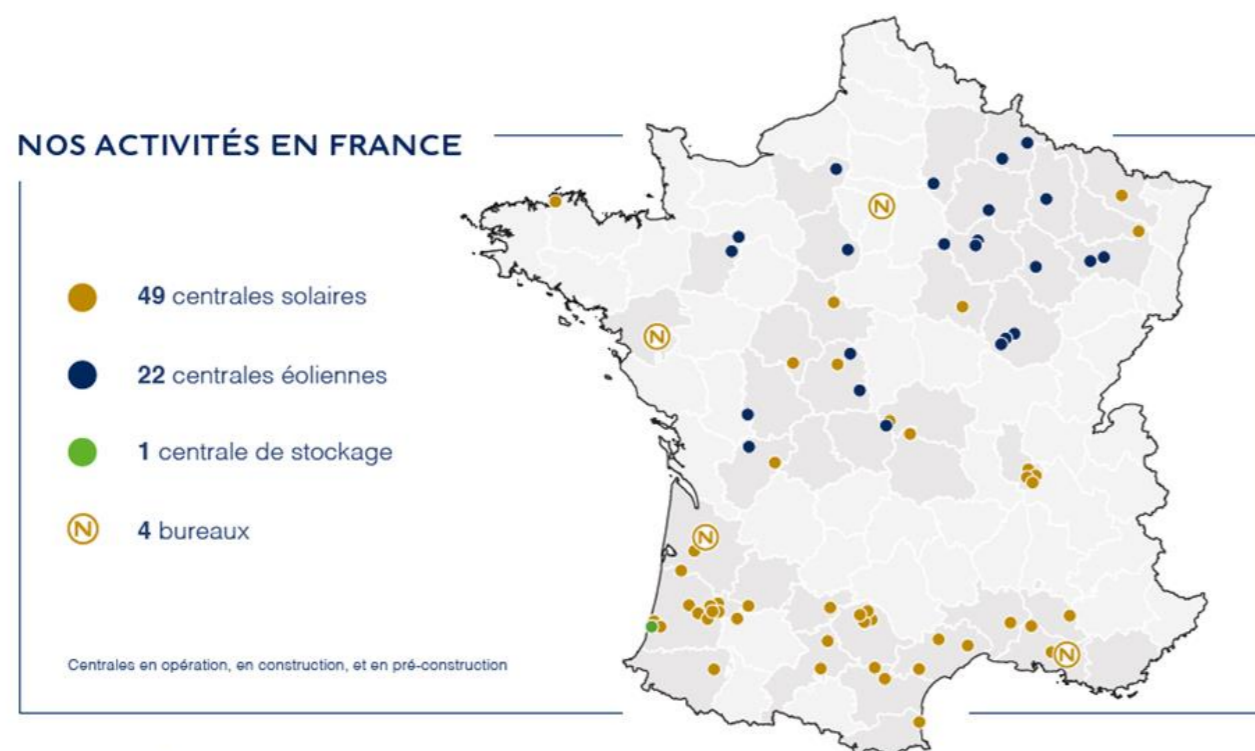 NOS ACTIVITÉS EN FRANCE
49 centrales solaires
22 centrales éoliennes
1 centrale de stockage
N 4 bureaux
Centrales en opération, en construction, et en pré-construction
N
N
N
N